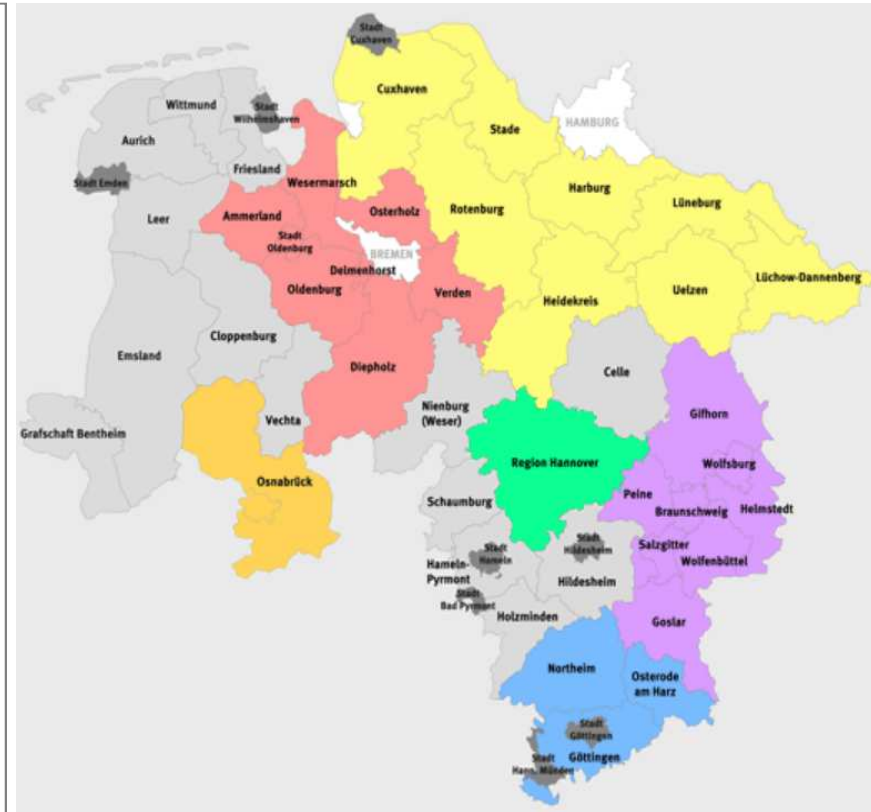 Stadt
Cuxhaven
Cuxhaven
Wittmund
Stadt
Wilhelmshaven
Stade
HAMBURG
Aurich
Friesland
Stadt Emden
Wesermarsch
Harburg
Lüneburg
Leer
Ammerland
Osterholz
Rotenburg
Stadt
Oldenburg
BREMEN
Delmenhorst
Oldenburg
Verden
Heidekreis
Uelzen
Lüchow-Dannenberg
Cloppenburg
Emsland
Diepholz
Celle
Nienburg
(Weser)
Gifhorn
Vechta
Grafschaft Bentheim
Region Hannover
Wolfsburg
Osnabrück
Peine
Schaumburg
Braunschweig
Helmstedt
Stadt
Hameln
Stadt
Hildesheim
Salzgitter
Wolfenbüttel
Hameln-
Pyrmont
Hildesheim
Stadt
Bad Pyrmont
Holzminden
Goslar
Northeim
Osterode
am Harz
Stadt
Göttingen
Göttingen
Stadt
Hann. Münden